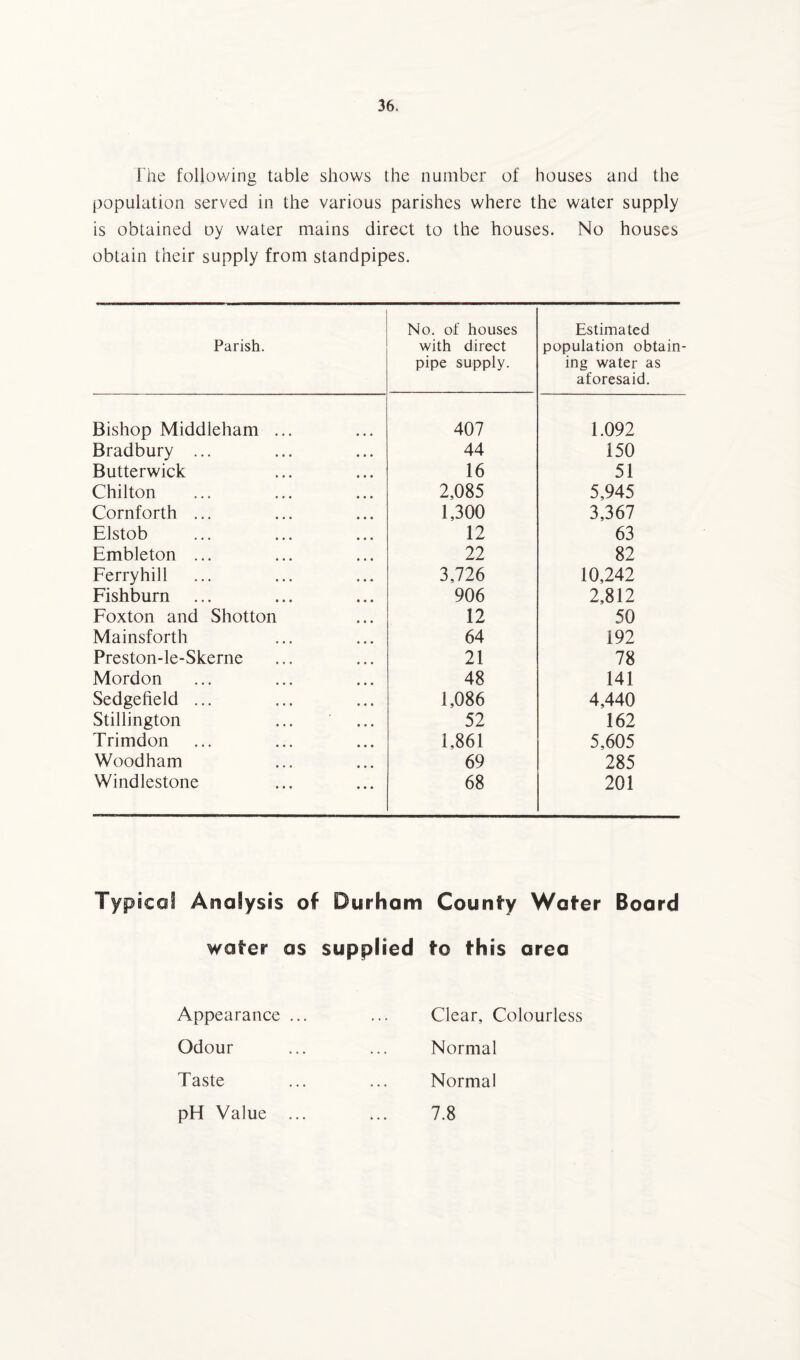 36.
The following table shows the number of houses and the
population served in the various parishes where the water supply
is obtained by water mains direct to the houses. No houses
obtain their supply from standpipes.
Parish. No. of houses with direct pipe supply. Estimated population obtain-ing water as aforesaid.
Bishop Middleham ... ... 407 1.092
Bradbury ... ... ... 44 150
Butterwick ... ... 16 51
Chilton ... ... ... 2,085 5,945
Cornforth ... ... ... 1,300 3,367
Elstob ... ... ... 12 63
Embleton ... ... ... 22 82
Ferryhill ... ... ... 3,726 10,242
Fishburn ... ... ... 906 2,812
Foxton and Shotton ... 12 50
Mainsforth ... ... 64 192
Preston-le-Skerne ... ... 21 78
Mordon ... ... ... 48 141
Sedgefield ... ... ... 1,086 4,440
Stillington ... ... 52 162
Trimdon ... ... ... 1,861 5,605
Woodham ... ... 69 285
Windlestone ... ... 68 201
Typical Analysis of Durham County Water Board
water as supplied to this area
Appearance ... ... Clear, Colourless
Odour ... ... Normal
Taste ... ... Normal
pH Value ... ... 7.8